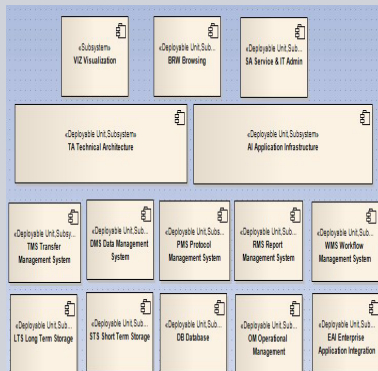 «Subsystem»
VIZ Visualization
«Deployable Unit,Sub...
BRW Browsing
«Deployable Unit,Sub...
SA Service & IT Admin
«Deployable Unit,Subsystem»
TA Technical Architecture
«Deployable Unit,Subsystem»
AI Application Infrastructure
«Deployable Unit,Subsy...
TMS Transfer
Management System
«Deployable Unit,Sub...
DMS Data Management
System
«Deployable Unit,Subs...
PMS Protocol
Management System
«Deployable Unit,Sub...
RMS Report
Management System
«Deployable Unit,Sub...
WMS Workflow
Management System
«Deployable Unit,Sub...
LTS Long Term Storage
«Deployable Unit,Sub...
STS Short Term Storage
«Deployable Unit,Sub...
DB Database
«Deployable Unit,Sub...
OM Operational
Management
«Deployable Unit,Sub...
EAI Enterprise
Application Integration